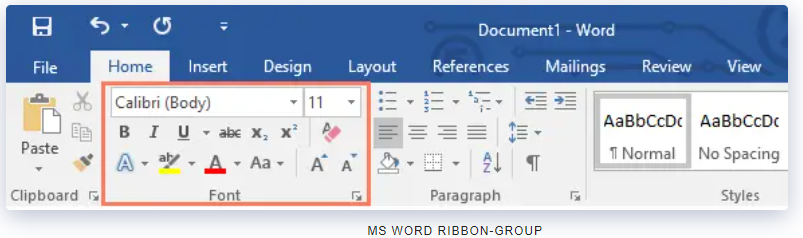 Document1 - Word
File Home Insert Design Layout References Mailings Review View
Calibri (Body) 11
AaBbCcDc AaBbCcDc
B I U abc x₂ x²
Paste
¶ Normal No Spacing
aby A Aa A A
Clipboard Font Paragraph Styles
MS WORD RIBBON-GROUP